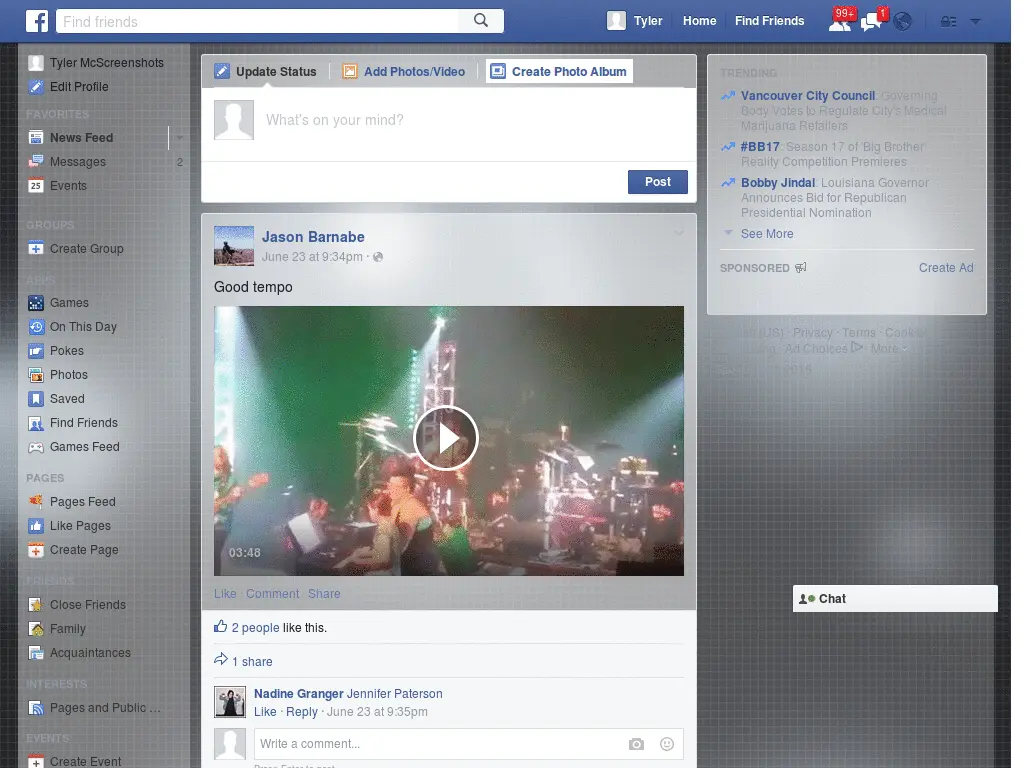 f
Find friends
Tyler
Home
Find Friends
99+
1
Tyler McScreenshots
Edit Profile
FAVORITES
News Feed
Messages 2
25 Events
GROUPS
Create Group
APPS
Games
On This Day
Pokes
Photos
Saved
Find Friends
Games Feed
PAGES
Pages Feed
Like Pages
Create Page
FRIENDS
Close Friends
Family
Acquaintances
INTERESTS
Pages and Public ...
EVENTS
Create Event
Update Status
Add Photos/Video
Create Photo Album
What's on your mind?
Post
Jason Barnabe
June 23 at 9:34pm ·
Good tempo
03:48
Like · Comment · Share
2 people like this.
1 share
Nadine Granger Jennifer Paterson
Like · Reply · June 23 at 9:35pm
Write a comment...
Press Enter to post.
TRENDING
Vancouver City Council: Governing
Body Votes to Regulate City's Medical
Marijuana Retailers
#BB17: Season 17 of 'Big Brother'
Reality Competition Premieres
Bobby Jindal: Louisiana Governor
Announces Bid for Republican
Presidential Nomination
See More
SPONSORED
Create Ad
(US) · Privacy · Terms ·
Ad Choices · More
Chat